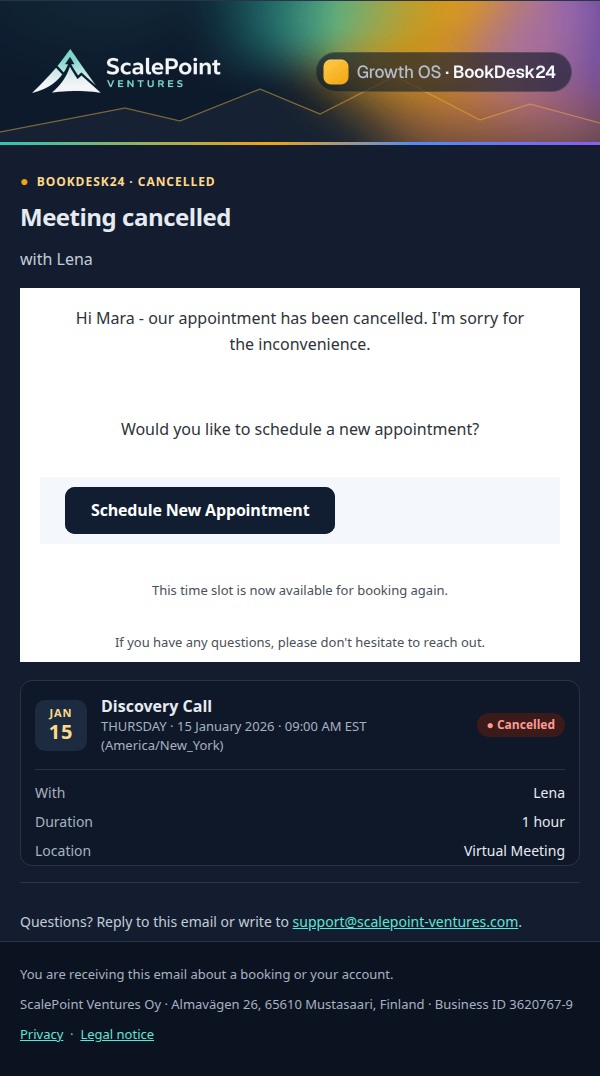 ScalePoint
VENTURES
Growth OS · BookDesk24
BOOKDESK24 · CANCELLED
Meeting cancelled
with Lena
Hi Mara - our appointment has been cancelled. I'm sorry for
the inconvenience.
Would you like to schedule a new appointment?
Schedule New Appointment
This time slot is now available for booking again.
If you have any questions, please don't hesitate to reach out.
JAN
15
Discovery Call
THURSDAY · 15 January 2026 · 09:00 AM EST
(America/New_York)
● Cancelled
With Lena
Duration 1 hour
Location Virtual Meeting
Questions? Reply to this email or write to support@scalepoint-ventures.com.
You are receiving this email about a booking or your account.
ScalePoint Ventures Oy · Almavägen 26, 65610 Mustasaari, Finland · Business ID 3620767-9
Privacy · Legal notice